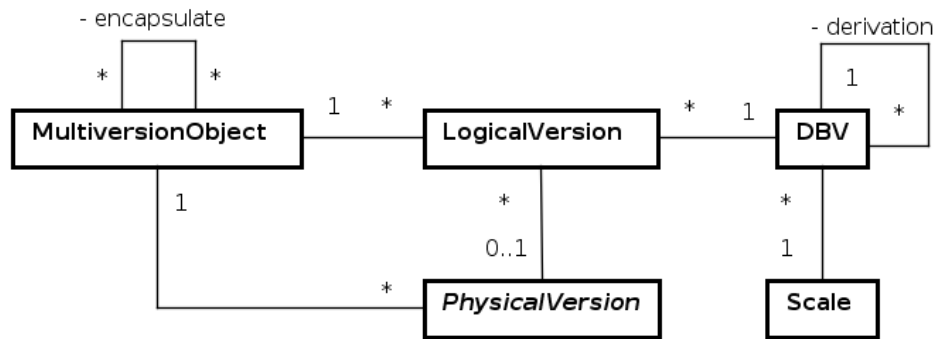 - encapsulate
- derivation
* *
1
*
MultiversionObject
1 *
LogicalVersion
* 1
DBV
*
1
*
*
0..1
1
*
PhysicalVersion
Scale